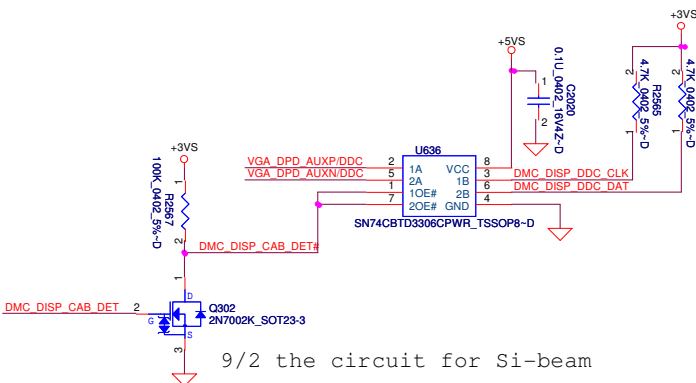 +3VS
+5VS
0.1U_0402_16V4Z~D
C2020
1
2
2
2
4.7K_0402_5%~D
R2565
4.7K_0402_5%~D
1
1
+3VS
U636
VGA_DPD_AUXP/DDC 2 1A VCC 8
VGA_DPD_AUXN/DDC 5 2A 1B 3 DMC_DISP_DDC_CLK
1 1OE# 2B 6 DMC_DISP_DDC_DAT
7 2OE# GND 4
SN74CBTD3306CPWR_TSSOP8~D
1
100K_0402_5%~D
R2567
2
DMC_DISP_CAB_DET#
1
D
DMC_DISP_CAB_DET 2
G
S
Q302
2N7002K_SOT23-3
3
9/2 the circuit for Si-beam